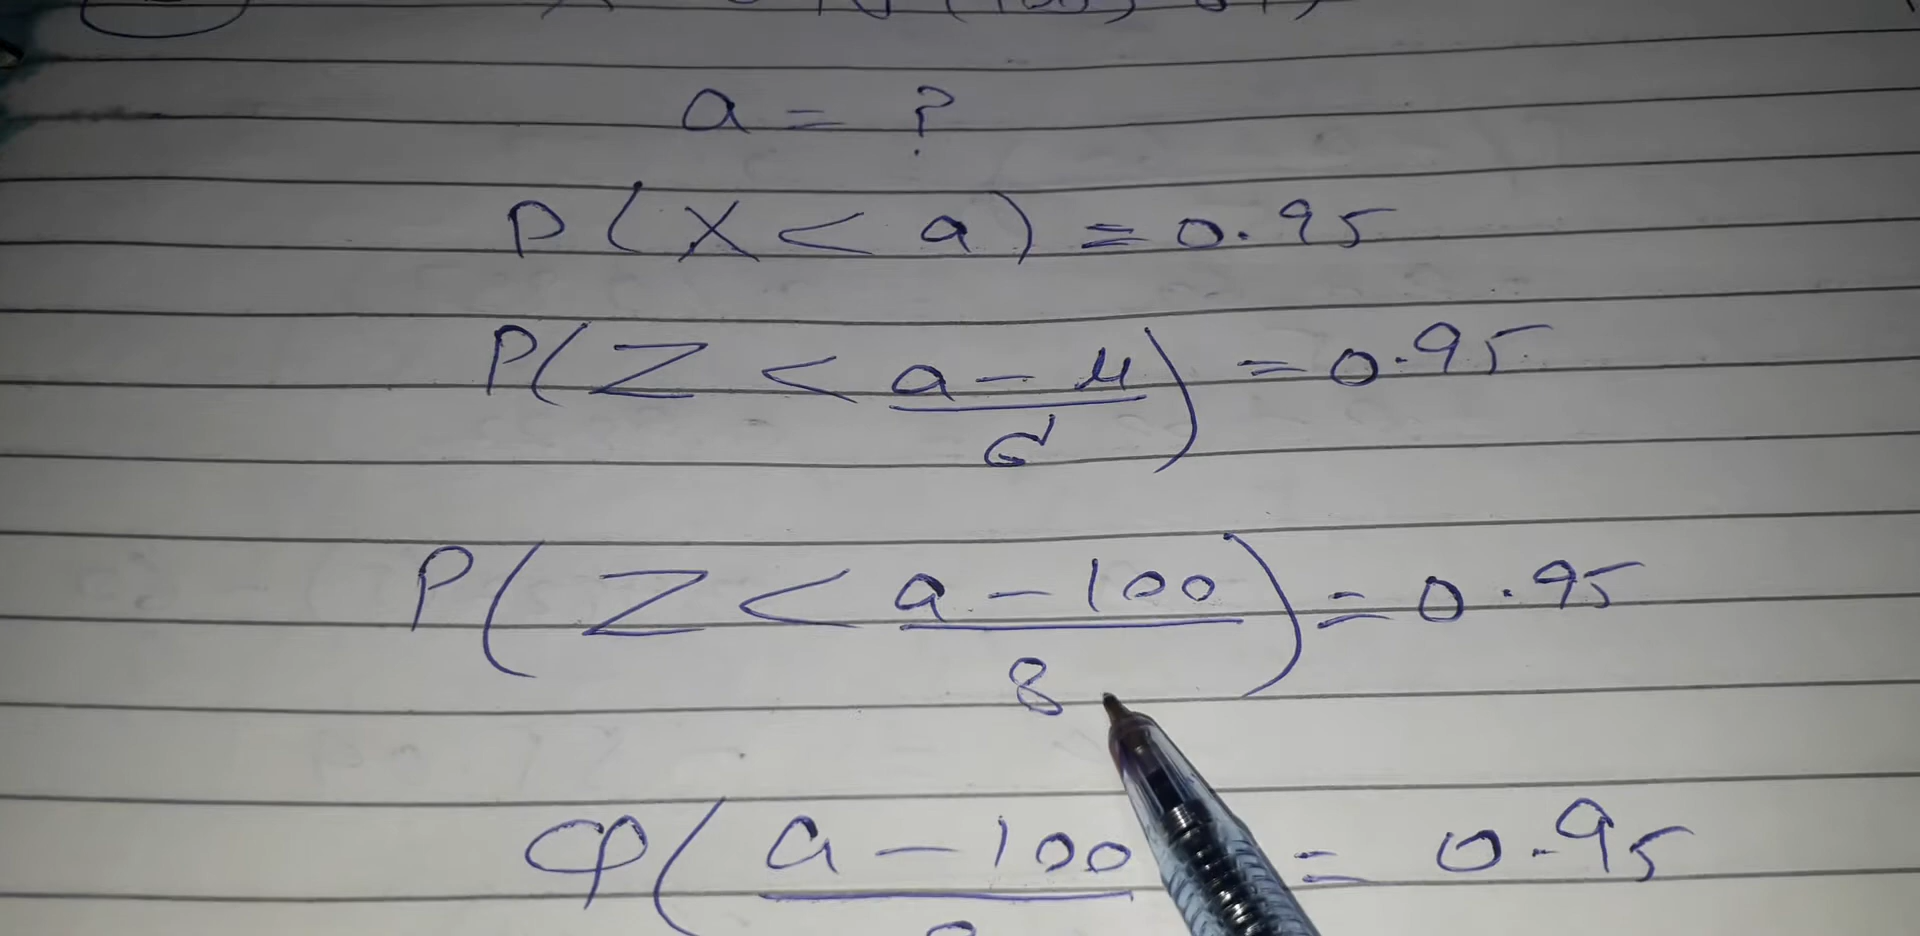 a = ?
P(X < a) = 0.95
P(Z < (a - μ)/σ) = 0.95
P(Z < (a - 100)/8) = 0.95
φ(a - 100 = 0.95